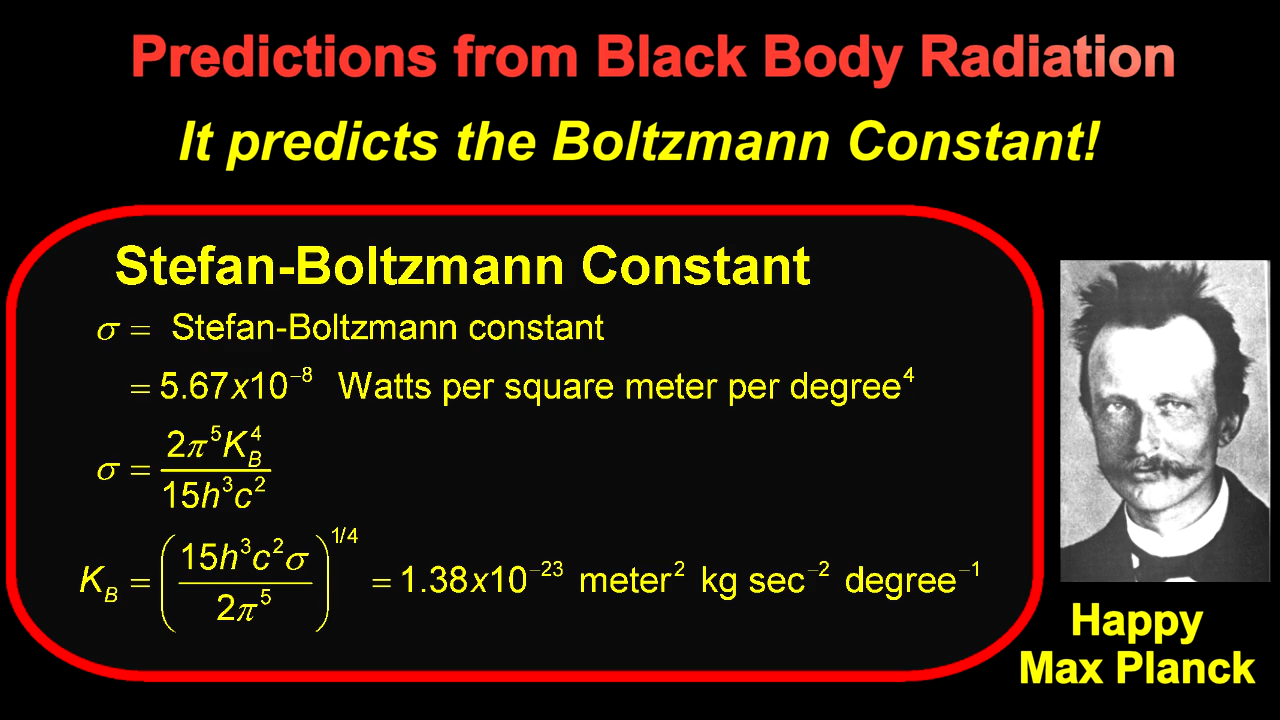 Predictions from Black Body Radiation
It predicts the Boltzmann Constant!
Stefan-Boltzmann Constant
σ = Stefan-Boltzmann constant
= 5.67x10⁻⁸ Watts per square meter per degree⁴
σ = 2π⁵K_B⁴ / 15h³c²
K_B = (15h³c²σ / 2π⁵)^1/4 = 1.38x10⁻²³ meter² kg sec⁻² degree⁻¹
Happy
Max Planck